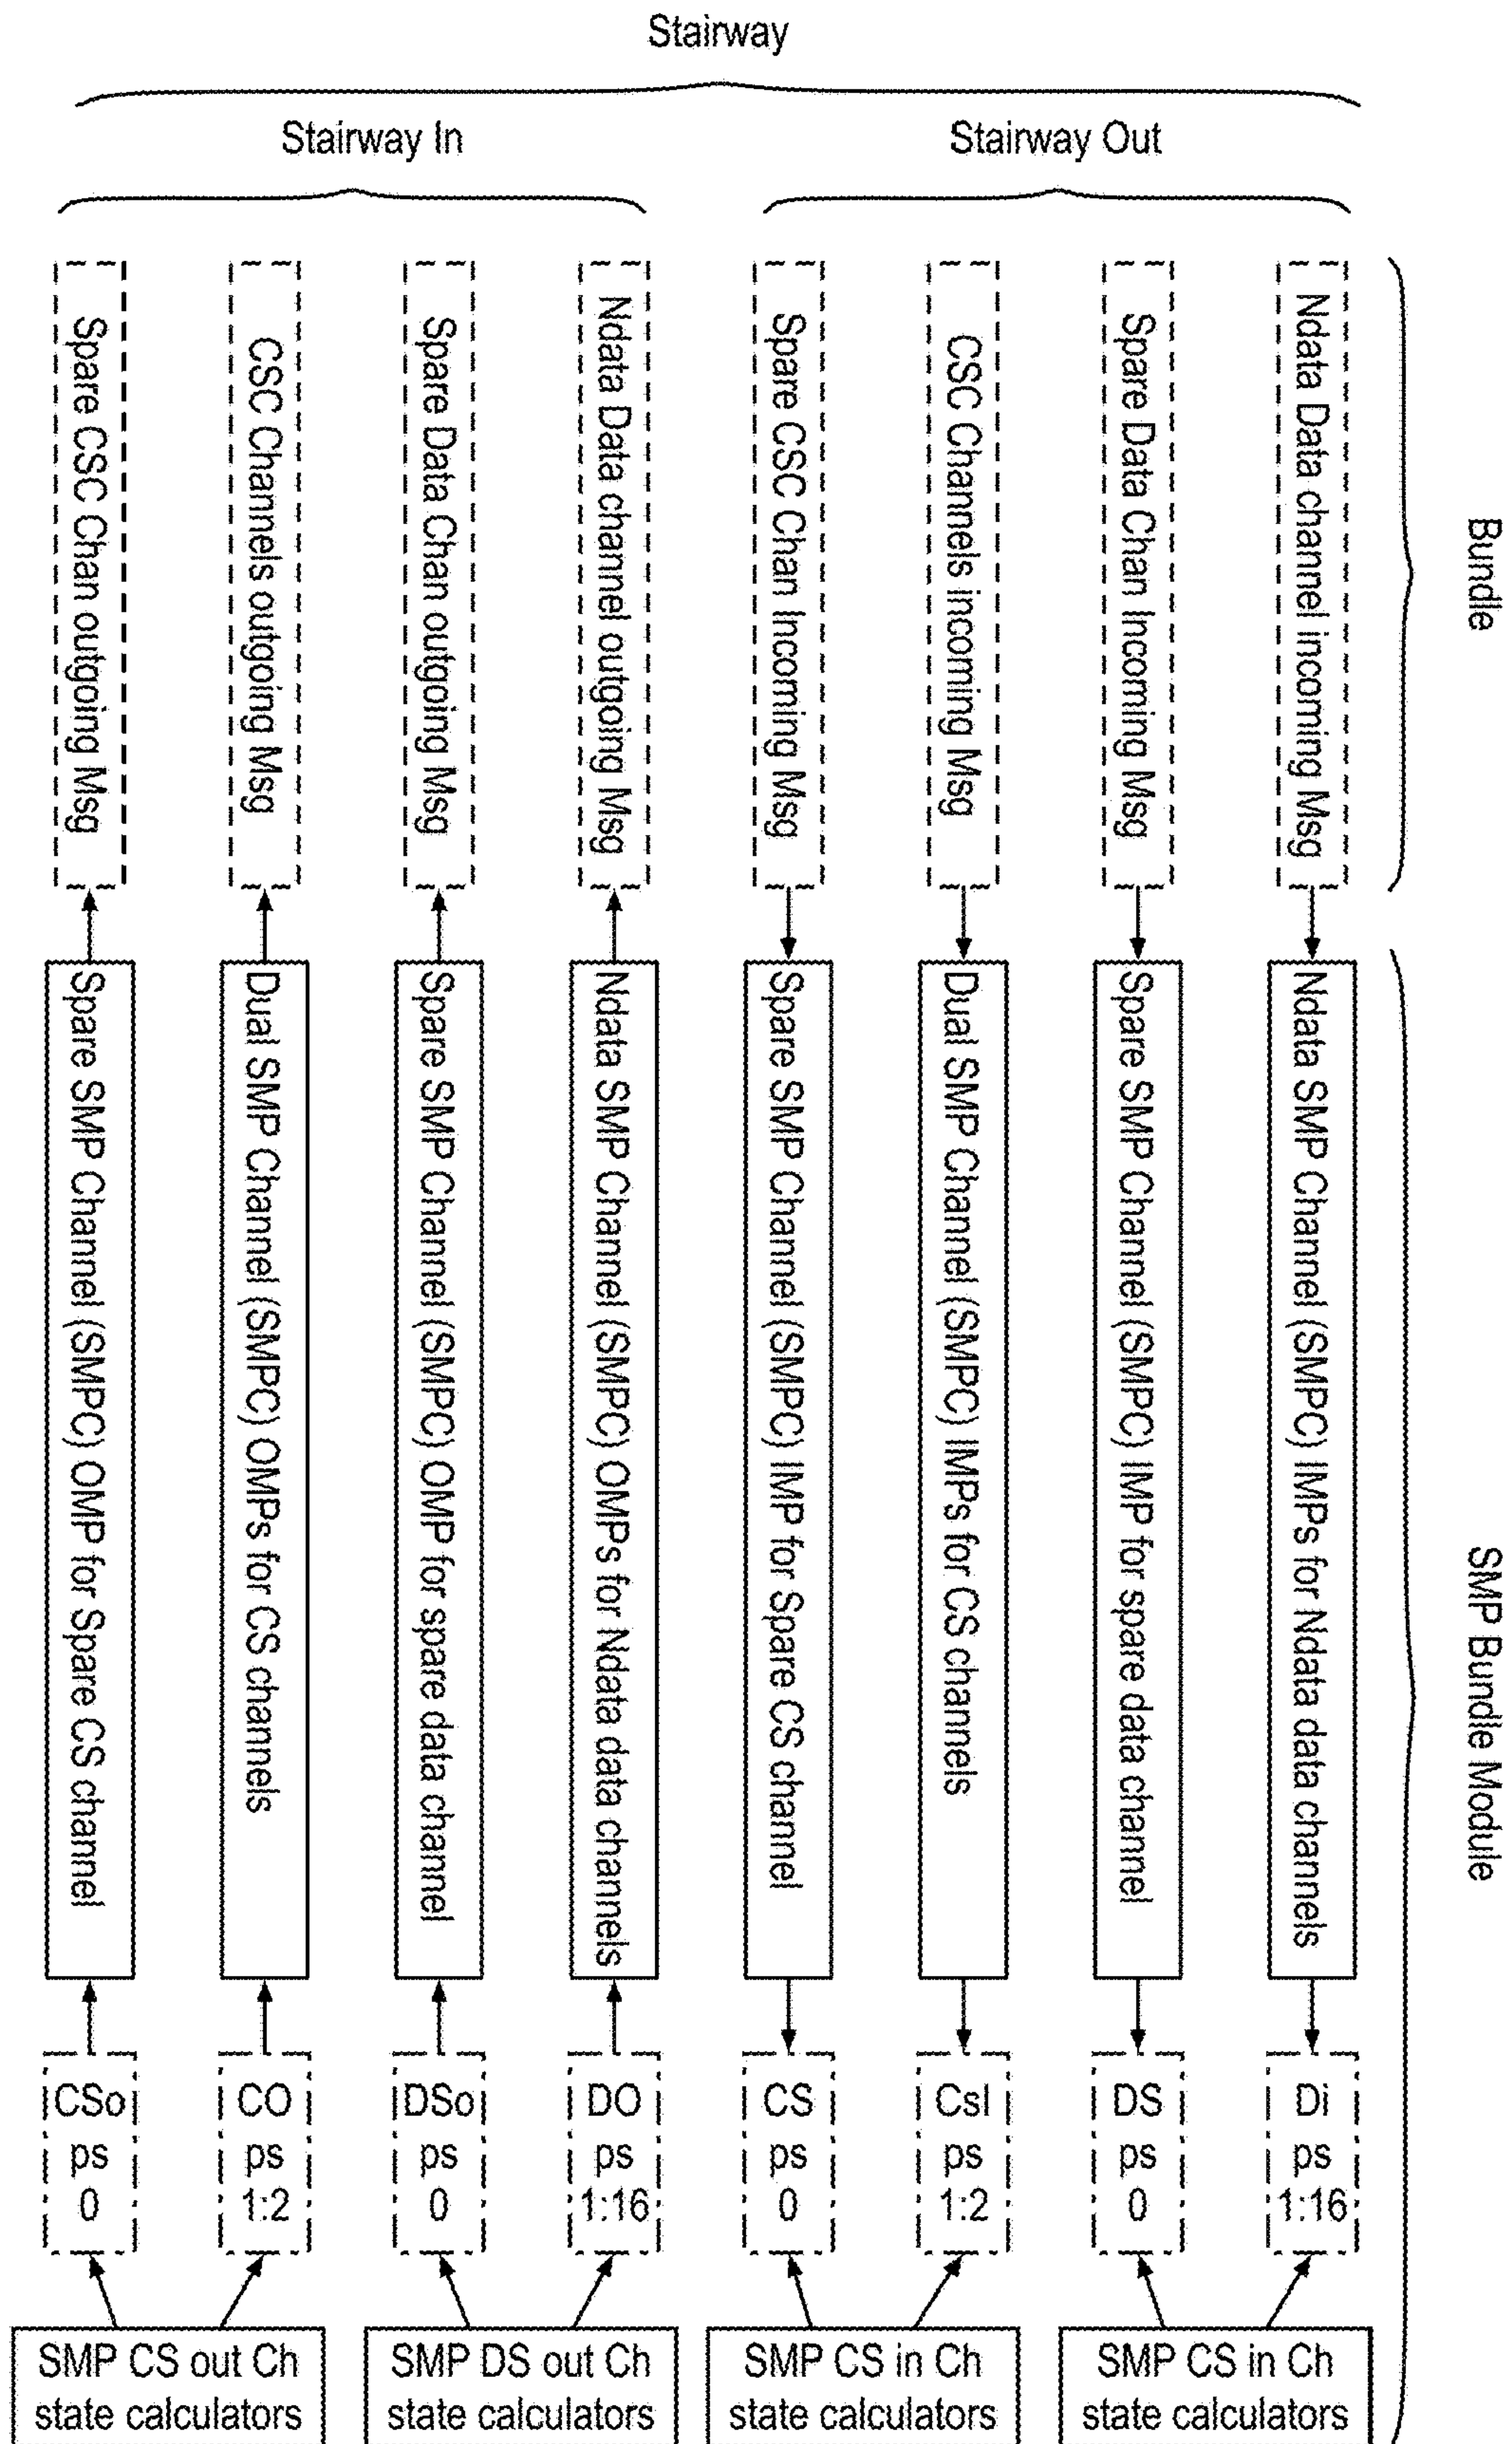 Stairway
Stairway In
Stairway Out
Bundle
SMP Bundle Module
Spare CSC Chan outgoing Msg
CSC Channels outgoing Msg
Spare Data Chan outgoing Msg
Ndata Data channel outgoing Msg
Spare CSC Chan Incoming Msg
CSC Channels incoming Msg
Spare Data Chan Incoming Msg
Ndata Data channel incoming Msg
Spare SMP Channel (SMPC) OMP for Spare CS channel
Dual SMP Channel (SMPC) OMPs for CS channels
Spare SMP Channel (SMPC) OMP for spare data channel
Ndata SMP Channel (SMPC) OMPs for Ndata data channels
Spare SMP Channel (SMPC) IMP for Spare CS channel
Dual SMP Channel (SMPC) IMPs for CS channels
Spare SMP Channel (SMPC) IMP for spare data channel
Ndata SMP Channel (SMPC) IMPs for Ndata data channels
CSo
ps
0
CO
ps
1:2
DSo
ps
0
DO
ps
1:16
CS
ps
0
CsI
ps
1:2
DS
ps
0
Di
ps
1:16
SMP CS out Ch
state calculators
SMP DS out Ch
state calculators
SMP CS in Ch
state calculators
SMP CS in Ch
state calculators